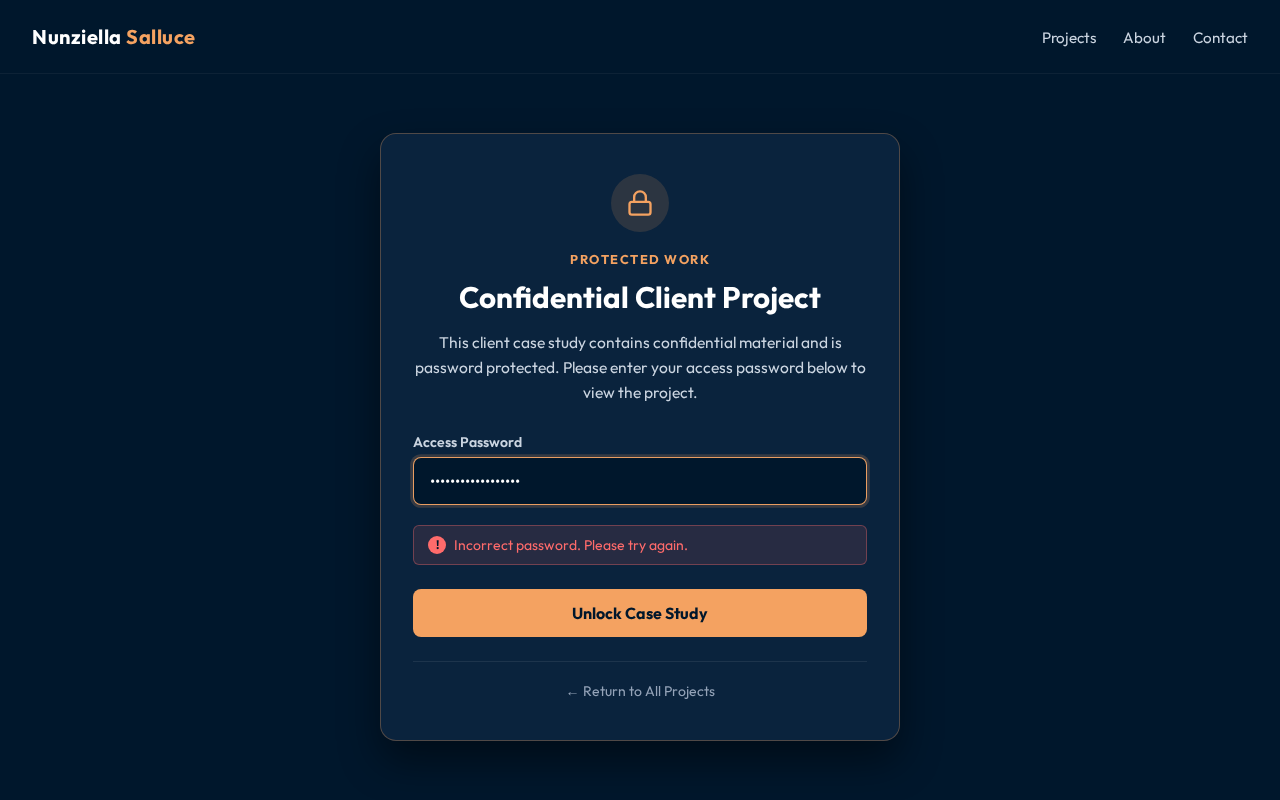 Nunziella Salluce
Projects
About
Contact
PROTECTED WORK
Confidential Client Project
This client case study contains confidential material and is
password protected. Please enter your access password below to
view the project.
Access Password
••••••••••••••••••
! Incorrect password. Please try again.
Unlock Case Study
← Return to All Projects